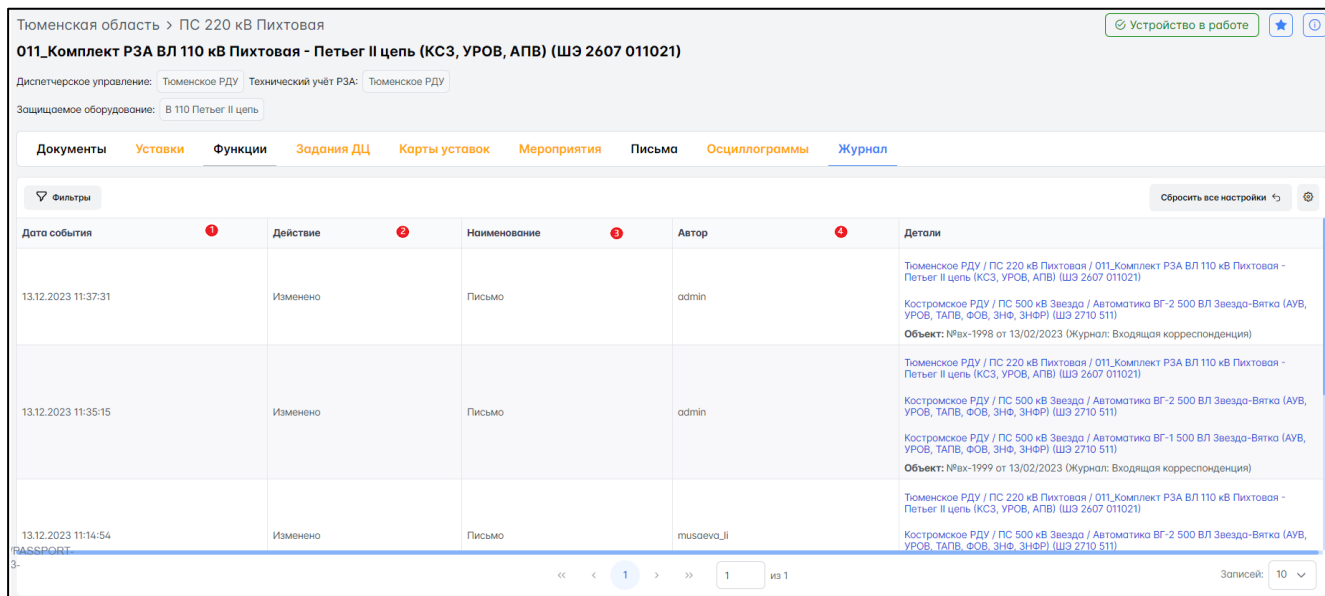 Тюменская область > ПС 220 кВ Пихтовая
Устройство в работе
011_Комплект РЗА ВЛ 110 кВ Пихтовая - Петьег II цепь (КСЗ, УРОВ, АПВ) (ШЭ 2607 011021)
Диспетчерское управление: Тюменское РДУ Технический учёт РЗА: Тюменское РДУ
Защищаемое оборудование: В 110 Петьег II цепь
Документы Уставки Функции Задания ДЦ Карты уставок Мероприятия Письма Осциллограммы Журнал
Фильтры
Сбросить все настройки
Дата события 1 Действие 2 Наименование 3 Автор 4 Детали
Тюменское РДУ / ПС 220 кВ Пихтовая / 011_Комплект РЗА ВЛ 110 кВ Пихтовая -
Петьег II цепь (КСЗ, УРОВ, АПВ) (ШЭ 2607 011021)
13.12.2023 11:37:31 Изменено Письмо admin
Костромское РДУ / ПС 500 кВ Звезда / Автоматика ВГ-2 500 ВЛ Звезда-Вятка (АУВ,
УРОВ, ТАПВ, ФОВ, ЗНФ, ЗНФР) (ШЭ 2710 511)
Объект: №вх-1998 от 13/02/2023 (Журнал: Входящая корреспонденция)
Тюменское РДУ / ПС 220 кВ Пихтовая / 011_Комплект РЗА ВЛ 110 кВ Пихтовая -
Петьег II цепь (КСЗ, УРОВ, АПВ) (ШЭ 2607 011021)
13.12.2023 11:35:15 Изменено Письмо admin
Костромское РДУ / ПС 500 кВ Звезда / Автоматика ВГ-2 500 ВЛ Звезда-Вятка (АУВ,
УРОВ, ТАПВ, ФОВ, ЗНФ, ЗНФР) (ШЭ 2710 511)
Костромское РДУ / ПС 500 кВ Звезда / Автоматика ВГ-1 500 ВЛ Звезда-Вятка (АУВ,
УРОВ, ТАПВ, ФОВ, ЗНФ, ЗНФР) (ШЭ 2710 511)
Объект: №вх-1999 от 13/02/2023 (Журнал: Входящая корреспонденция)
Тюменское РДУ / ПС 220 кВ Пихтовая / 011_Комплект РЗА ВЛ 110 кВ Пихтовая -
Петьег II цепь (КСЗ, УРОВ, АПВ) (ШЭ 2607 011021)
13.12.2023 11:14:54 Изменено Письмо musaeva_li
Костромское РДУ / ПС 500 кВ Звезда / Автоматика ВГ-2 500 ВЛ Звезда-Вятка (АУВ,
УРОВ, ТАПВ, ФОВ, ЗНФ, ЗНФР) (ШЭ 2710 511)
/PASSPORT-
3-
<< < 1 > >> 1 из 1
Записей: 10